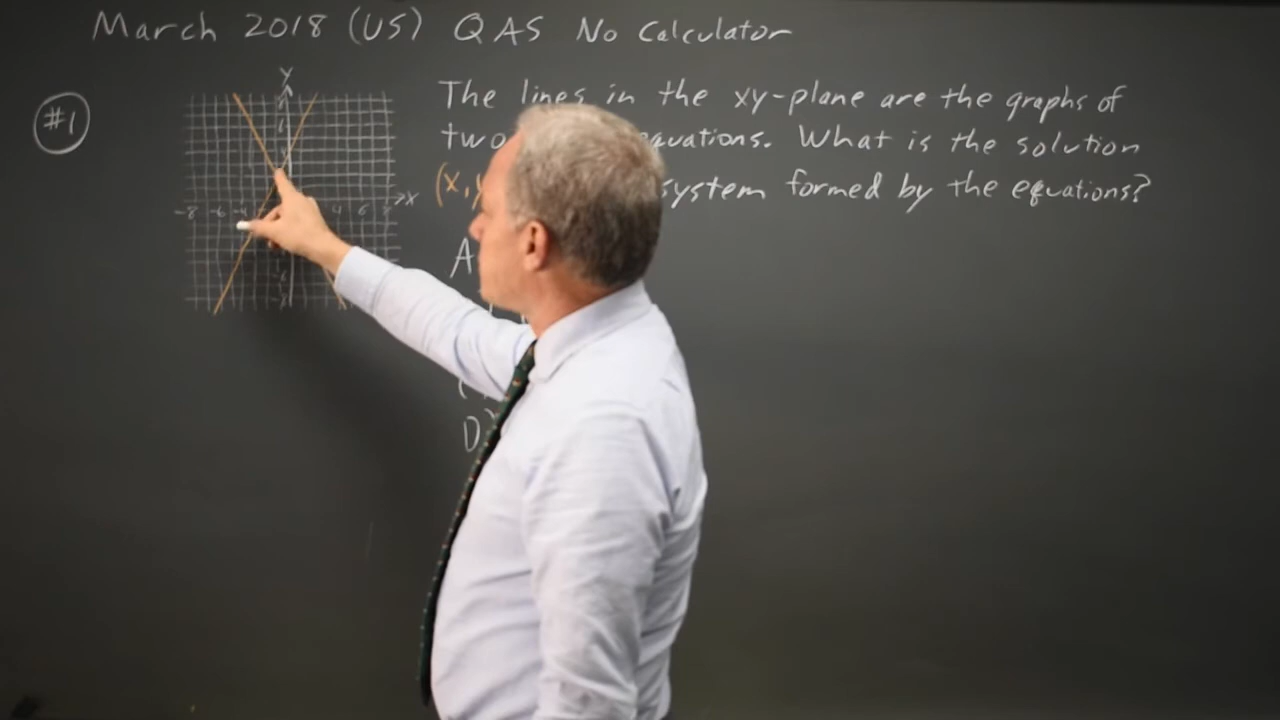 March 2018 (US) QAS No Calculator
#1
Y
The lines in the xy-plane are the graphs of
two equations. What is the solution
(x,y system formed by the equations?
X
-8 -6 -4 4 6 8
A
D)